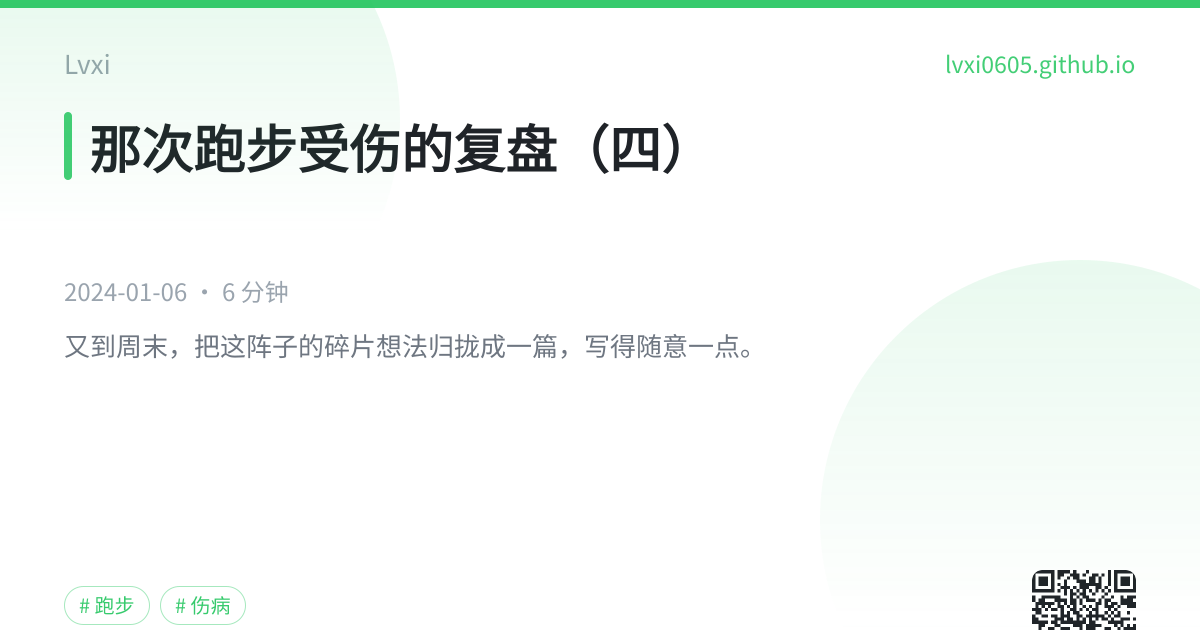 Lvxi
lvxi0605.github.io
那次跑步受伤的复盘（四）
2024-01-06 · 6 分钟
又到周末，把这阵子的碎片想法归拢成一篇，写得随意一点。
# 跑步
# 伤病